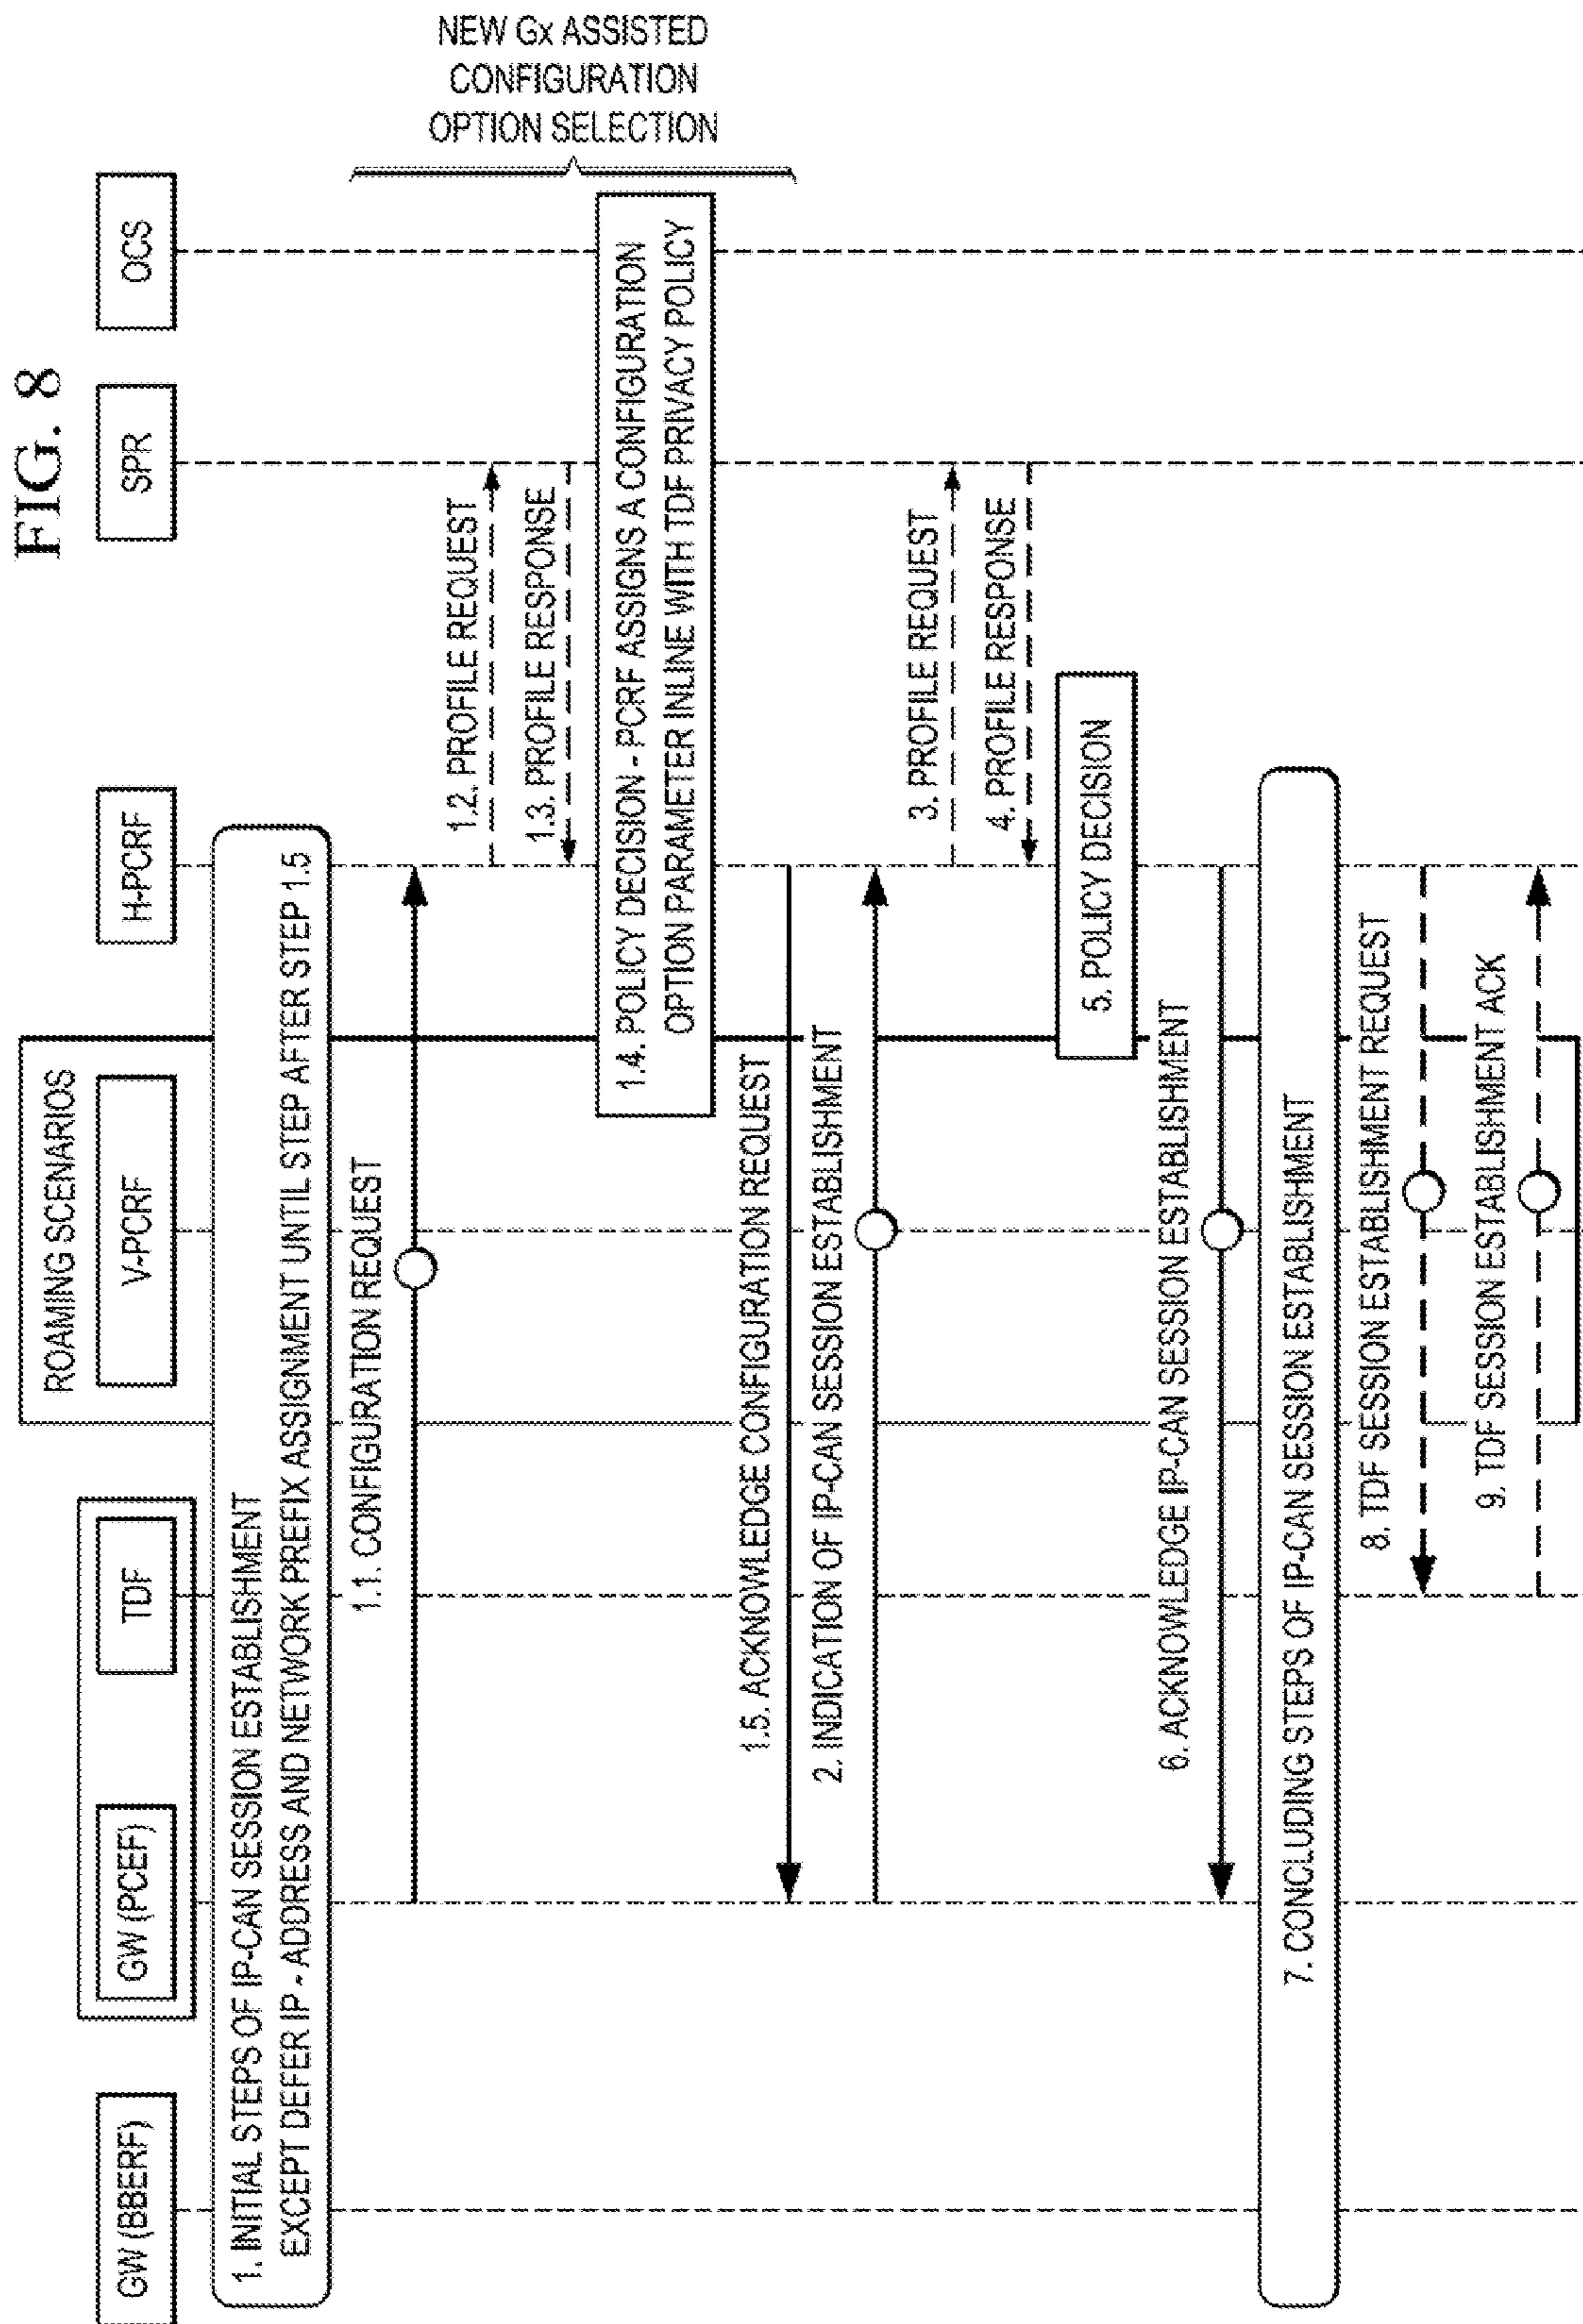 FIG. 8
GW (BBERF)
GW (PCEF)
TDF
ROAMING SCENARIOS
V-PCRF
H-PCRF
SPR
OCS
1. INITIAL STEPS OF IP-CAN SESSION ESTABLISHMENT
EXCEPT DEFER IP - ADDRESS AND NETWORK PREFIX ASSIGNMENT UNTIL STEP AFTER STEP 1.5
1.1. CONFIGURATION REQUEST
1.2. PROFILE REQUEST
1.3. PROFILE RESPONSE
1.4. POLICY DECISION - PCRF ASSIGNS A CONFIGURATION
OPTION PARAMETER INLINE WITH TDF PRIVACY POLICY
NEW Gx ASSISTED
CONFIGURATION
OPTION SELECTION
1.5. ACKNOWLEDGE CONFIGURATION REQUEST
2. INDICATION OF IP-CAN SESSION ESTABLISHMENT
3. PROFILE REQUEST
4. PROFILE RESPONSE
5. POLICY DECISION
6. ACKNOWLEDGE IP-CAN SESSION ESTABLISHMENT
7. CONCLUDING STEPS OF IP-CAN SESSION ESTABLISHMENT
8. TDF SESSION ESTABLISHMENT REQUEST
9. TDF SESSION ESTABLISHMENT ACK